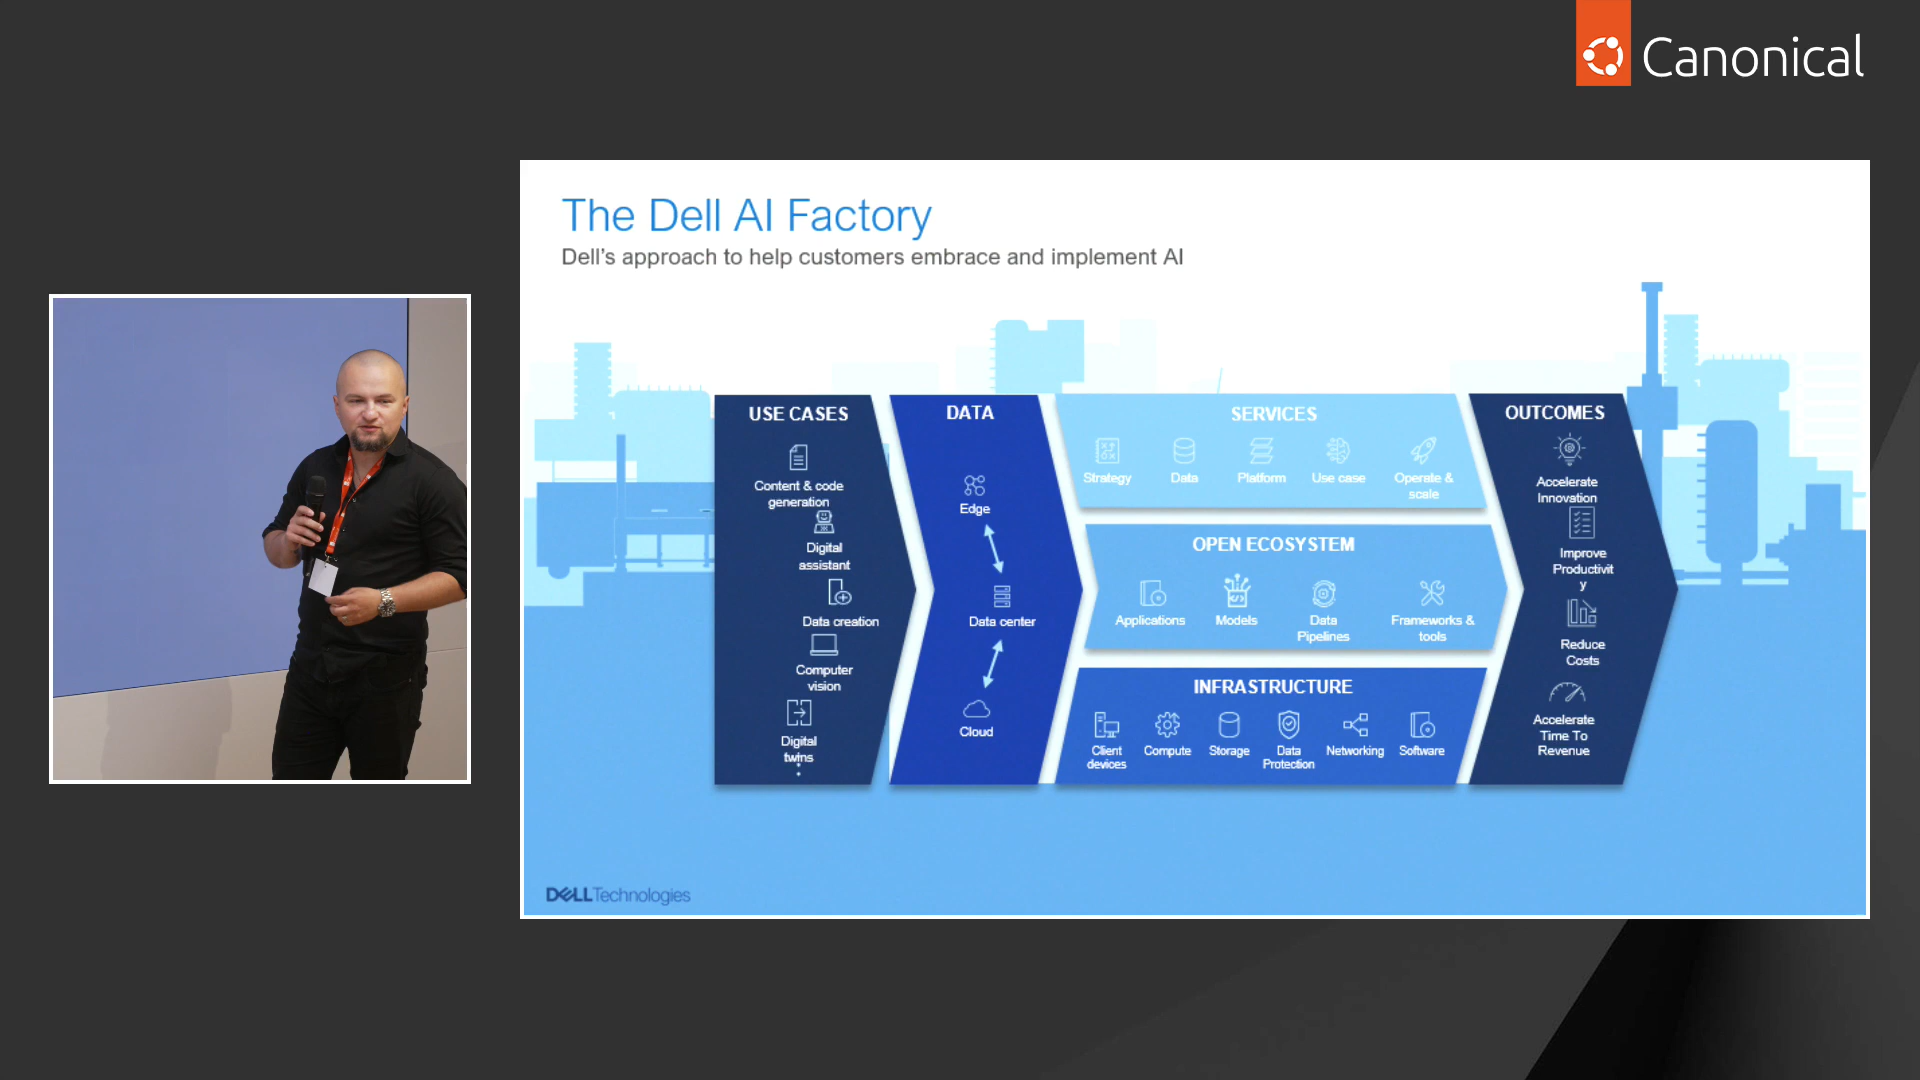 Canonical
The Dell AI Factory
Dell's approach to help customers embrace and implement AI
USE CASES
Content & code
generation
Digital
assistant
Data creation
Computer
vision
Digital
twins
DATA
Edge
Data center
Cloud
SERVICES
Strategy
Data
Platform
Use case
Operate &
scale
OPEN ECOSYSTEM
Applications
Models
Data
Pipelines
Frameworks &
tools
INFRASTRUCTURE
Client
devices
Compute
Storage
Data
Protection
Networking
Software
OUTCOMES
Accelerate
Innovation
Improve
Productivit
y
Reduce
Costs
Accelerate
Time To
Revenue
DELLTechnologies